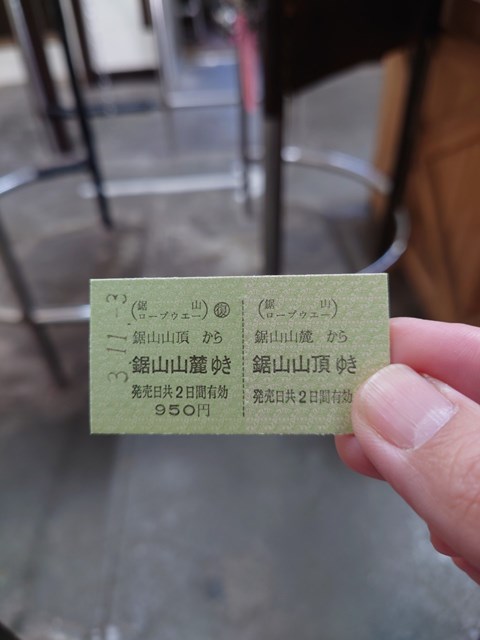 3.11.-3
(鋸山
ロープウエー) ㊝
鋸山山頂 から
鋸山山麓 ゆき
発売日共2日間有効
950円
(鋸山
ロープウエー)
鋸山山麓 から
鋸山山頂 ゆき
発売日共2日間有効